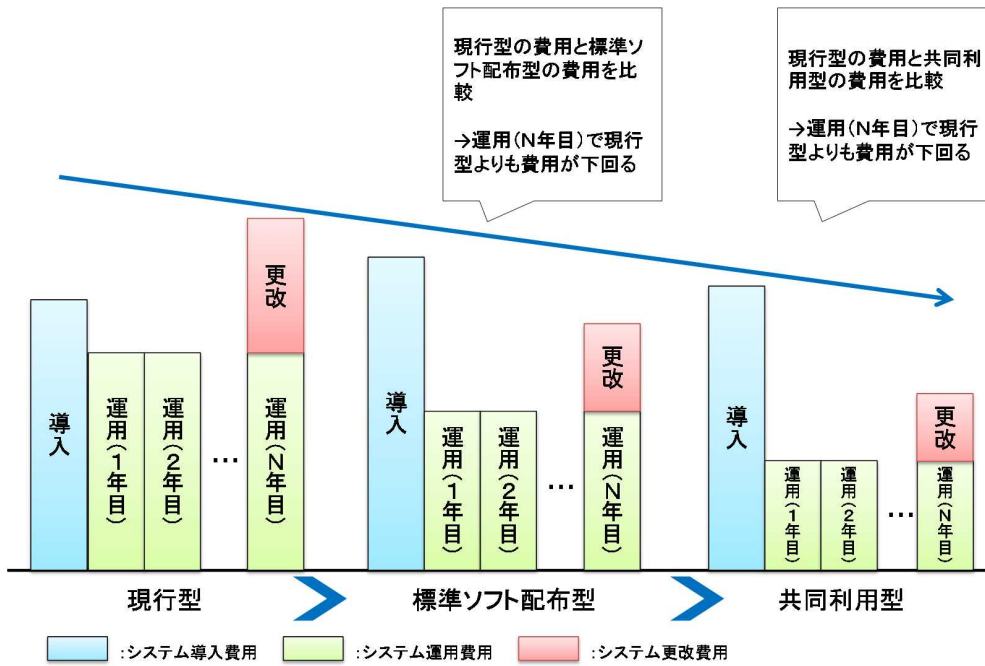 現行型の費用と標準ソ
フト配布型の費用を比
較
→運用(N年目)で現行
型よりも費用が下回る
現行型の費用と共同利
用型の費用を比較
→運用(N年目)で現行
型よりも費用が下回る
導入
運用(1年目)
運用(2年目)
…
更改
運用(N年目)
導入
運用(1年目)
運用(2年目)
…
更改
運用(N年目)
導入
運用(1年目)
運用(2年目)
…
更改
運用(N年目)
現行型
標準ソフト配布型
共同利用型
:システム導入費用
:システム運用費用
:システム更改費用